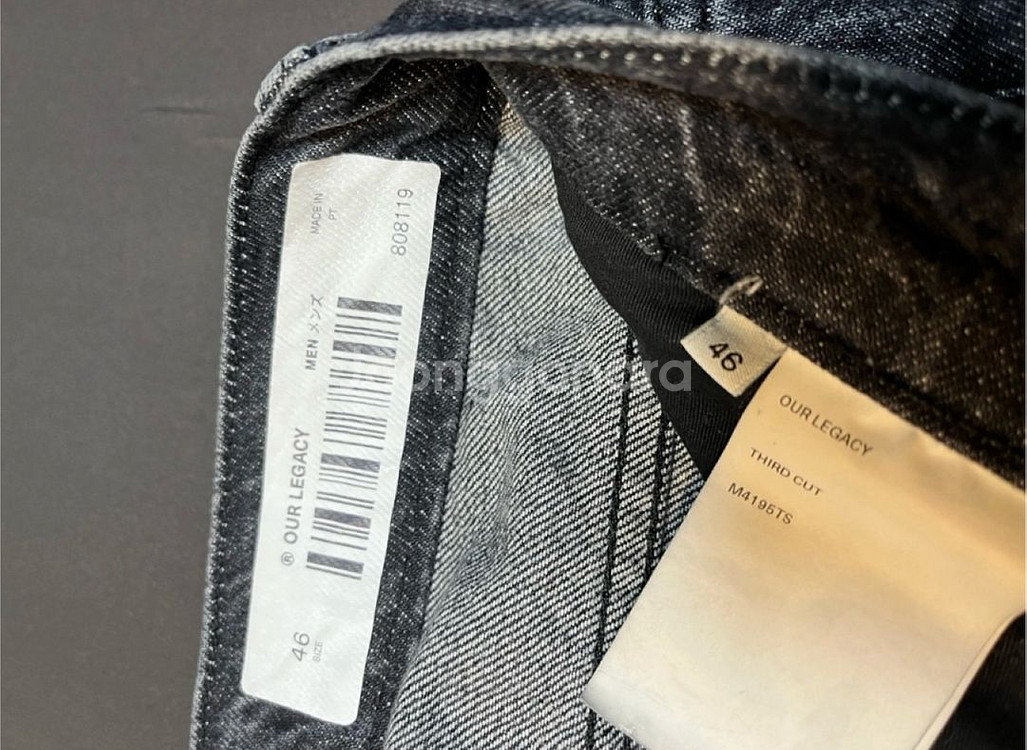 MADE IN
PT
808119
MEN メンズ
® OUR LEGACY
46
SIZE
46
OUR LEGACY
THIRD CUT
M4195TS